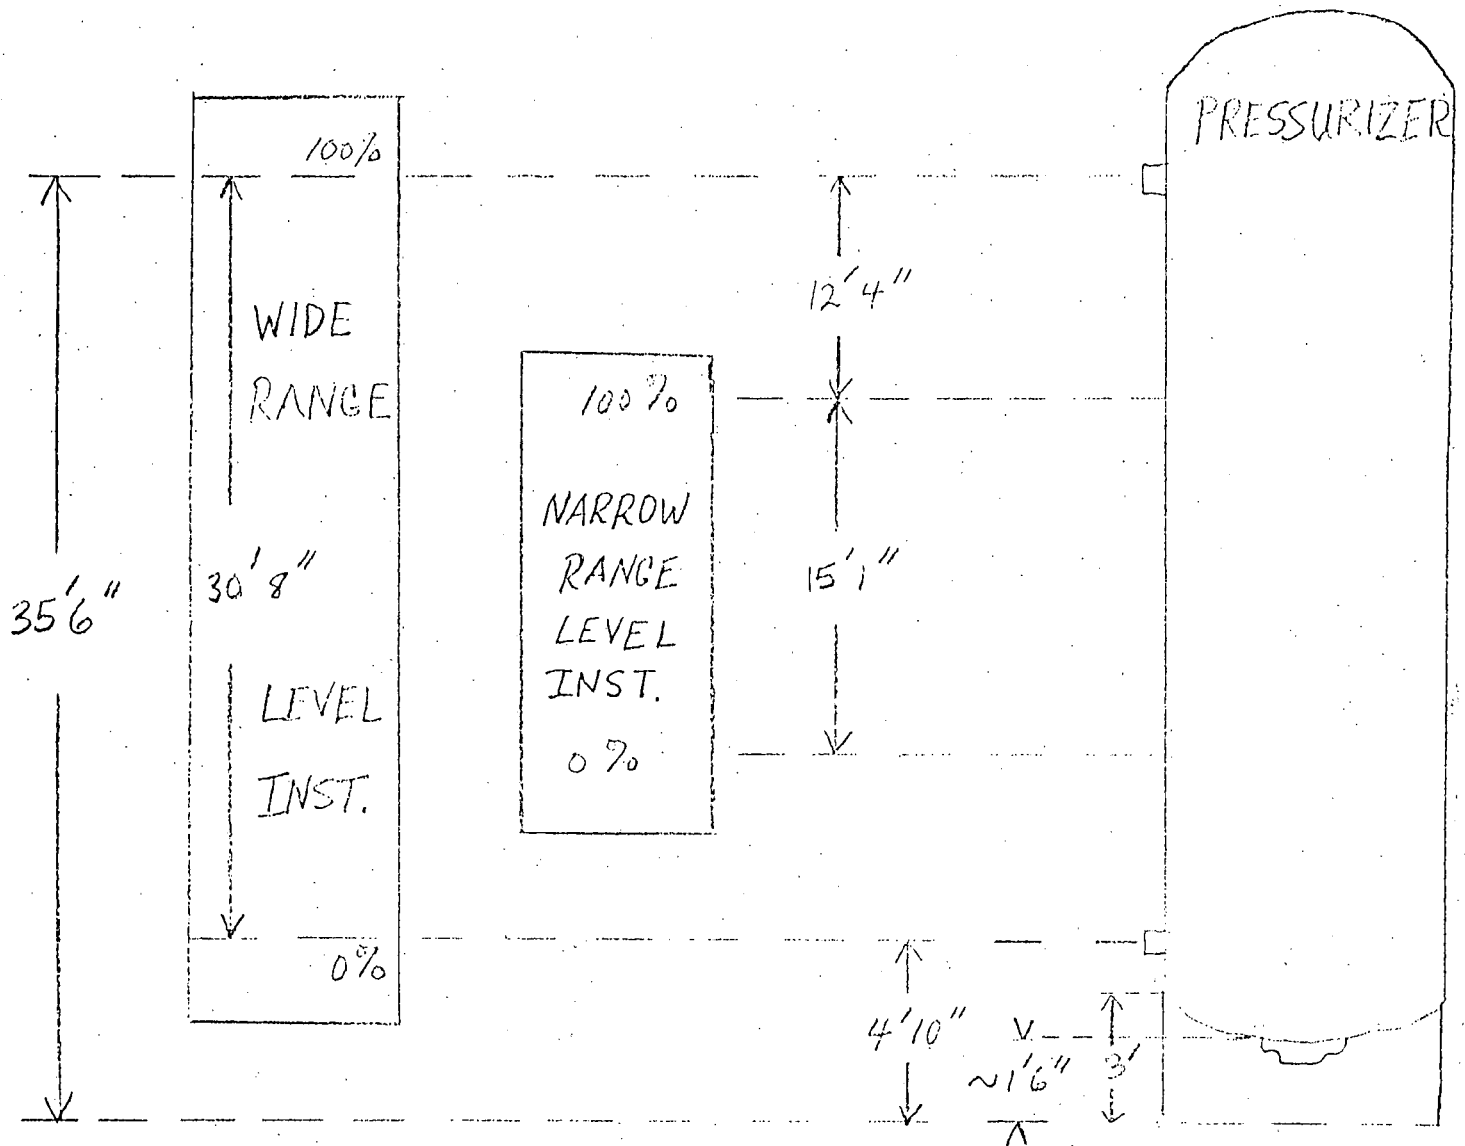 PRESSURIZER
100%
WIDE
RANGE
30'8"
LEVEL
INST.
0%
35'6"
100%
NARROW
RANGE
LEVEL
INST.
0%
12'4"
15'1"
4'10"
~1'6"
3'